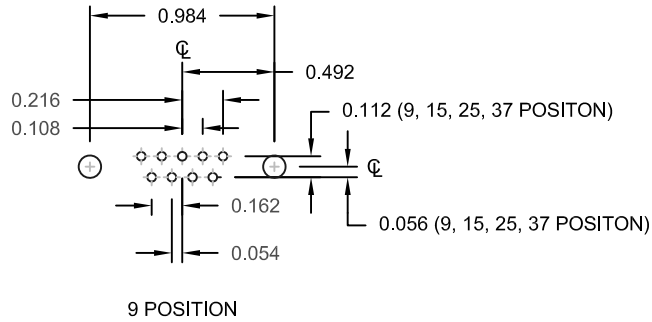 0.984
℄
0.492
0.216
0.112 (9, 15, 25, 37 POSITON)
0.108
℄
0.162
0.056 (9, 15, 25, 37 POSITON)
0.054
9 POSITION